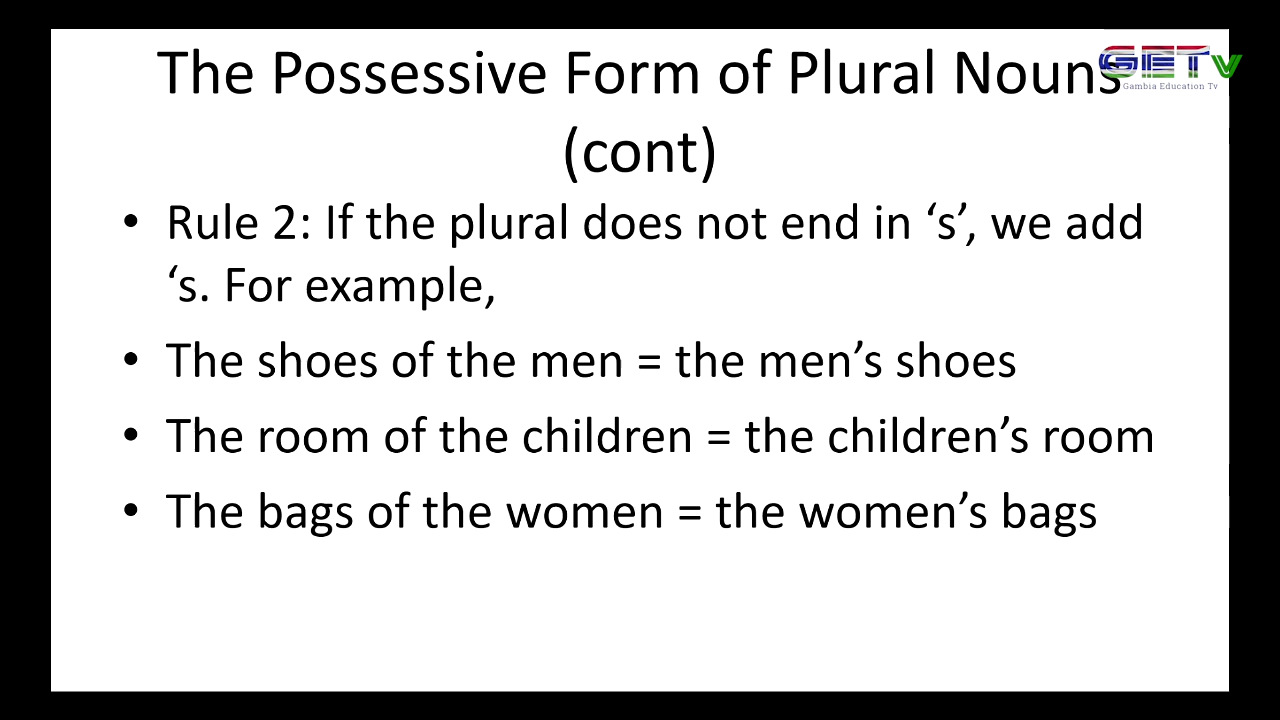 The Possessive Form of Plural Nouns
GETv
Gambia Education Tv
(cont)
• Rule 2: If the plural does not end in ‘s’, we add
‘s. For example,
• The shoes of the men = the men’s shoes
• The room of the children = the children’s room
• The bags of the women = the women’s bags